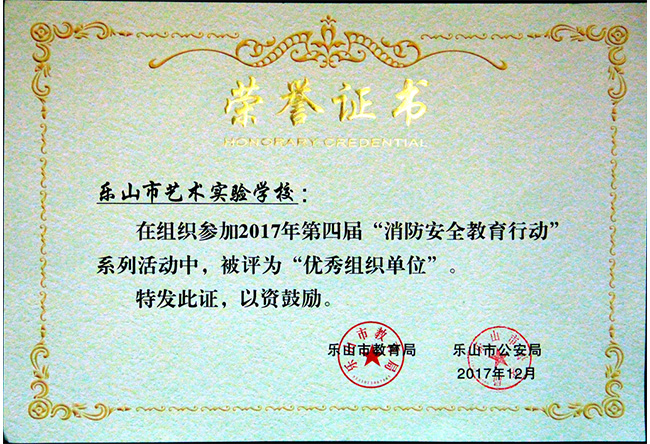 荣誉证书
HONORARY CREDENTIAL
乐山市艺术实验学校：
在组织参加2017年第四届“消防安全教育行动”
系列活动中，被评为“优秀组织单位”。
特发此证，以资鼓励。
乐山市教育局 乐山市公安局
2017年12月